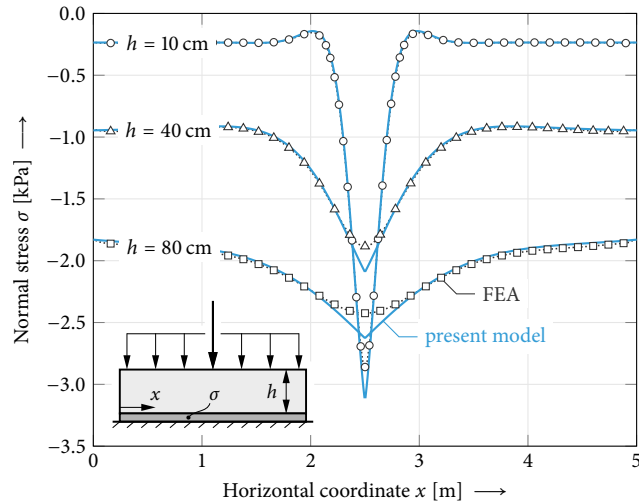 0.0
−0.5
−1.0
−1.5
−2.0
−2.5
−3.0
−3.5
Normal stress σ [kPa] ⟶
h = 10 cm
h = 40 cm
h = 80 cm
FEA
present model
x
σ
h
0
1
2
3
4
5
Horizontal coordinate x [m] ⟶